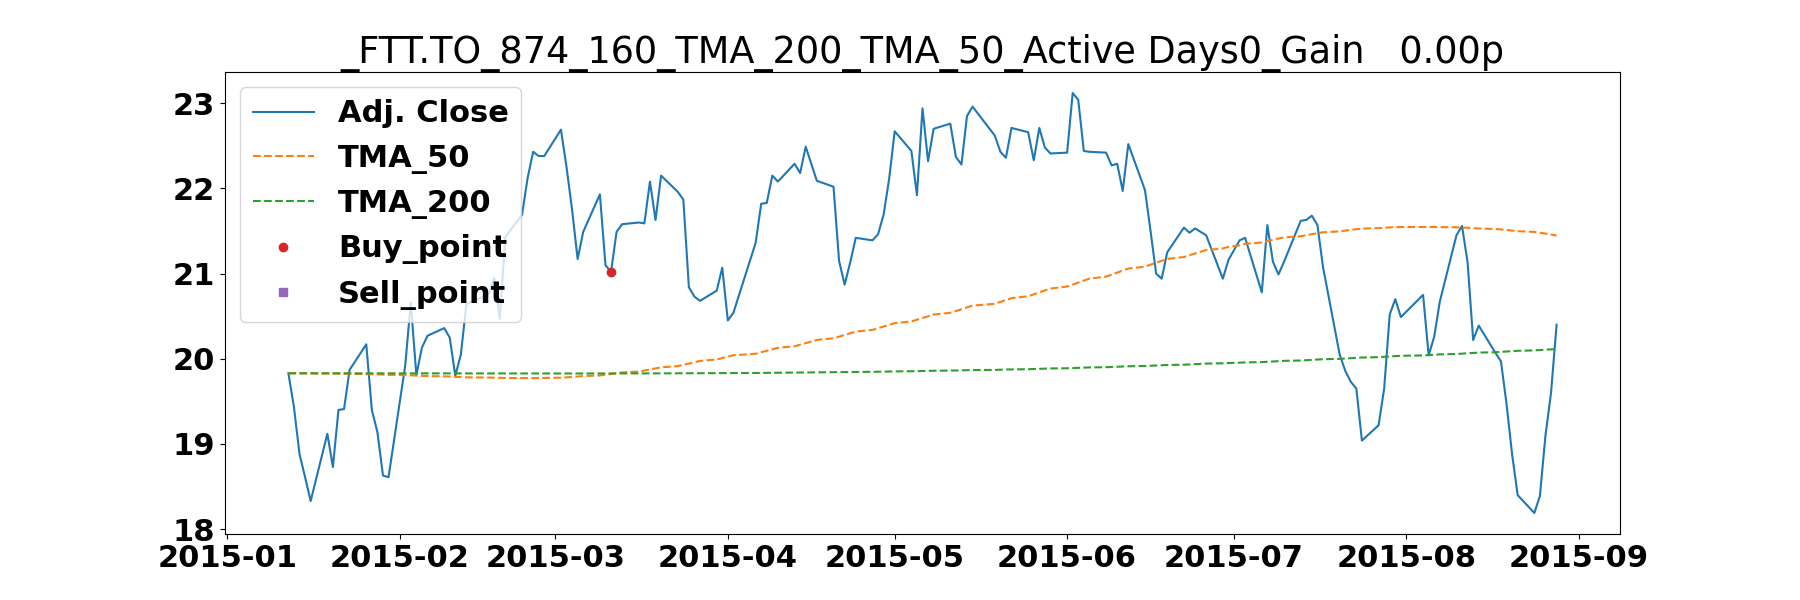 _FTT.TO_874_160_TMA_200_TMA_50_Active Days0_Gain   0.00p
23
22
21
20
19
18
Adj. Close
TMA_50
TMA_200
Buy_point
Sell_point
2015-01 2015-02 2015-03 2015-04 2015-05 2015-06 2015-07 2015-08 2015-09